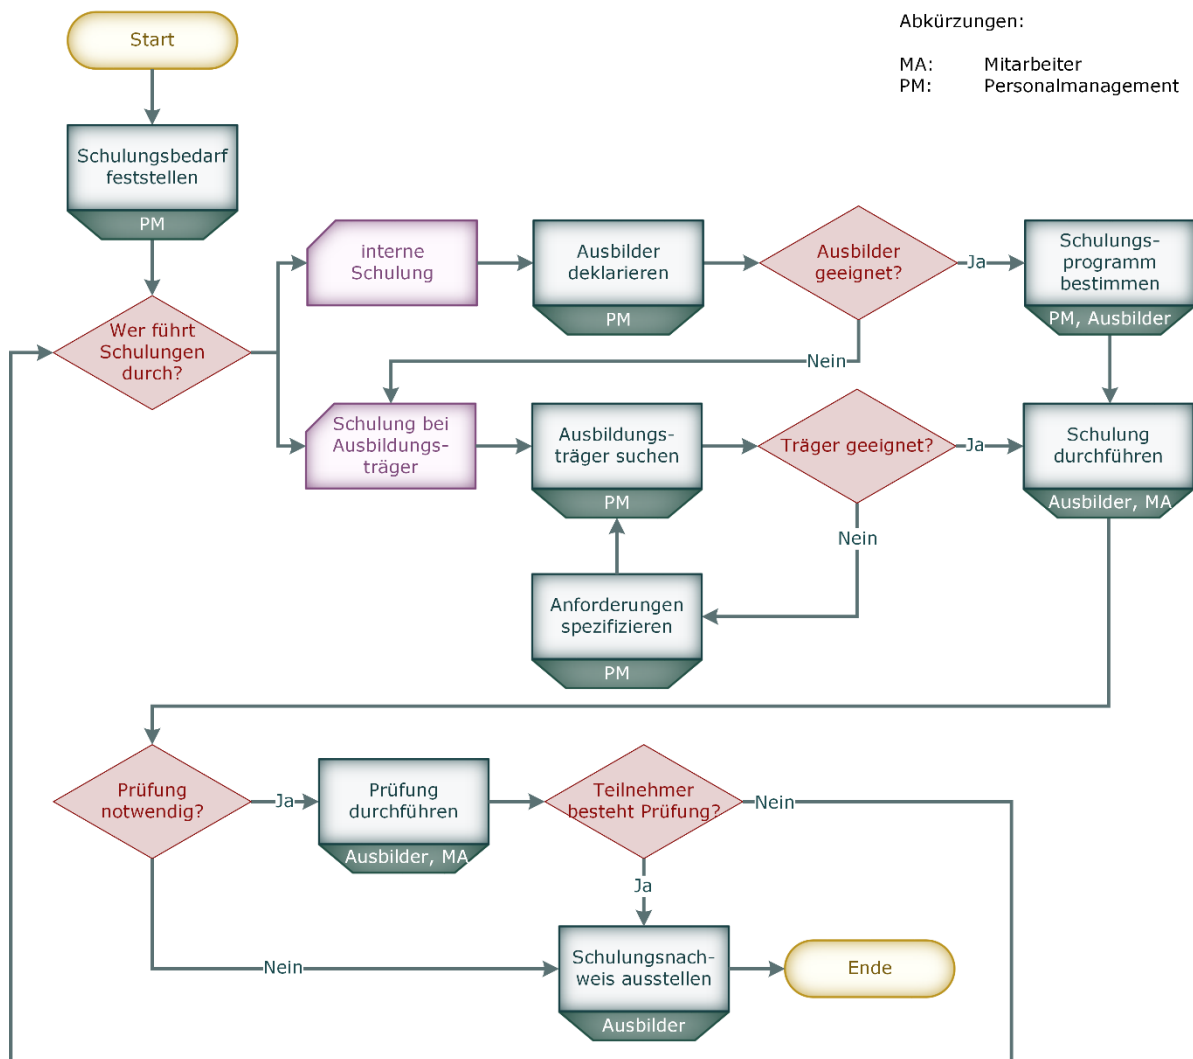 Start
Abkürzungen:
MA: Mitarbeiter
PM: Personalmanagement
Schulungsbedarf
feststellen
PM
Wer führt
Schulungen
durch?
interne
Schulung
Ausbilder
deklarieren
PM
Ausbilder
geeignet?
Ja
Schulungs-
programm
bestimmen
PM, Ausbilder
Nein
Schulung bei
Ausbildungs-
träger
Ausbildungs-
träger suchen
PM
Träger geeignet?
Ja
Schulung
durchführen
Ausbilder, MA
Nein
Anforderungen
spezifizieren
PM
Prüfung
notwendig?
Ja
Prüfung
durchführen
Ausbilder, MA
Teilnehmer
besteht Prüfung?
Nein
Ja
Nein
Schulungsnach-
weis ausstellen
Ausbilder
Ende